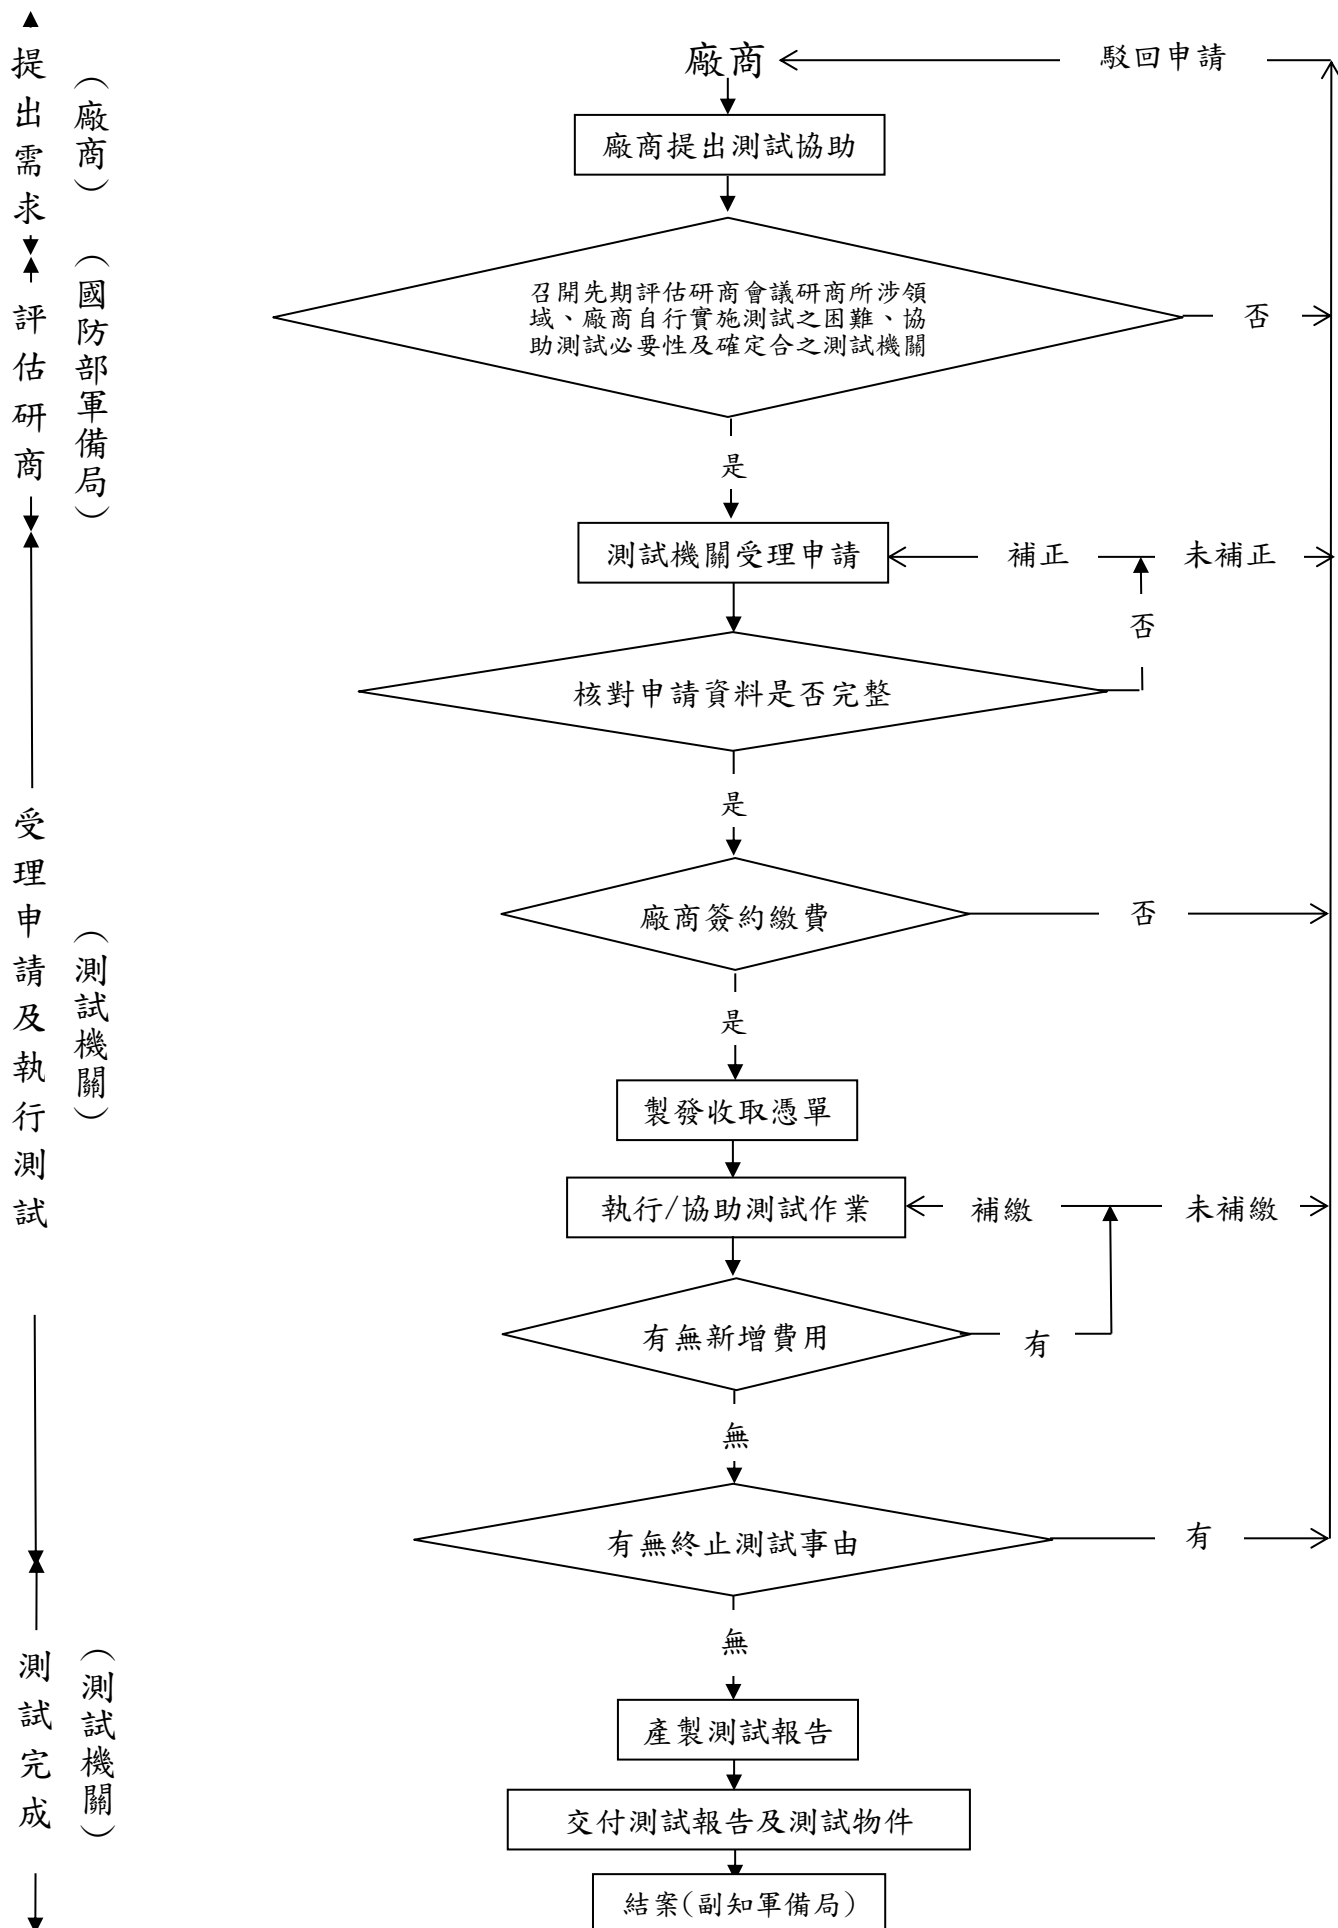 廠商
駁回申請
廠商提出測試協助
召開先期評估研商會議研商所涉領
域、廠商自行實施測試之困難、協
助測試必要性及確定合之測試機關
否
是
測試機關受理申請
補正
未補正
否
核對申請資料是否完整
是
廠商簽約繳費
否
是
製發收取憑單
執行/協助測試作業
補繳
未補繳
有無新增費用
有
無
有無終止測試事由
有
無
產製測試報告
交付測試報告及測試物件
結案(副知軍備局)
提出需求
（廠商）
評估研商
（國防部軍備局）
受理申請及執行測試
（測試機關）
測試完成
（測試機關）